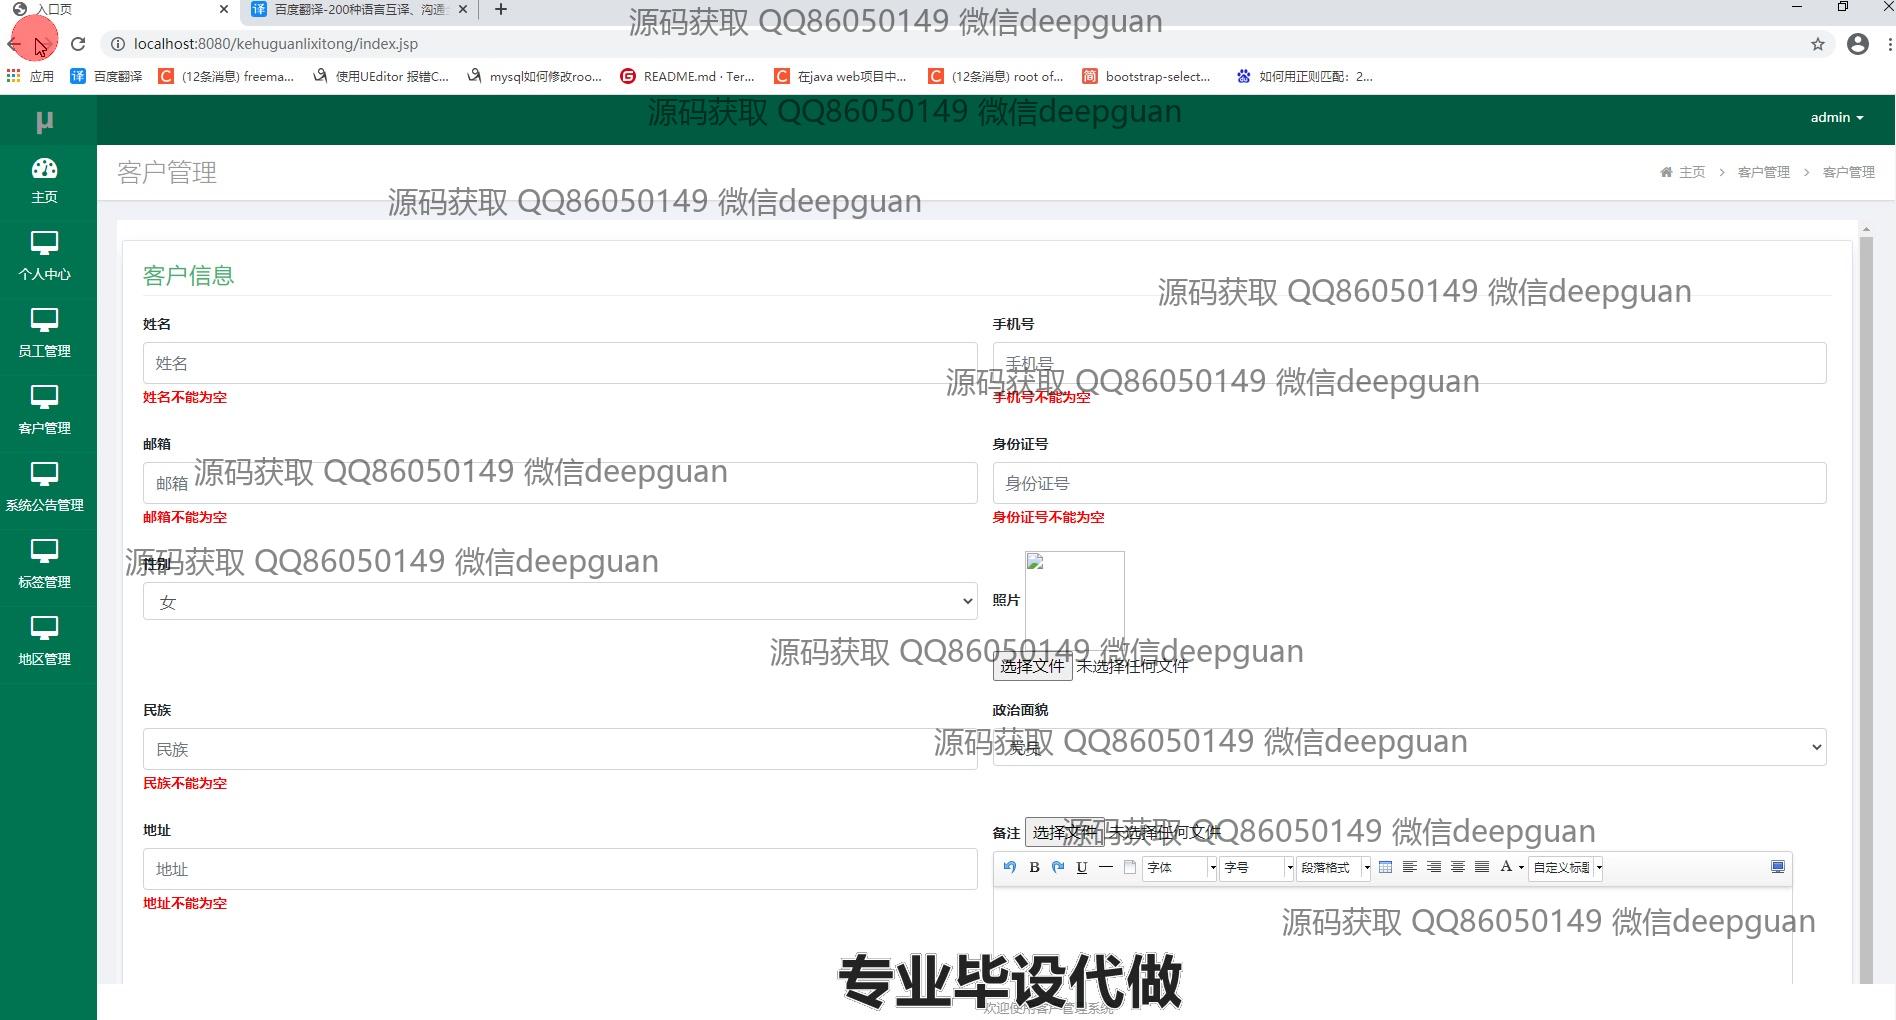 入口页
百度翻译-200种语言互译、沟通
源码获取 QQ86050149 微信deepguan
localhost:8080/kehuguanlixitong/index.jsp
应用 百度翻译 (12条消息) freema... 使用UEditor 报错C... mysql如何修改roo... README.md · Ter... 在java web项目中... (12条消息) root of... bootstrap-select... 如何用正则匹配：2...
源码获取 QQ86050149 微信deepguan
µ
admin
客户管理
主页 > 客户管理 > 客户管理
源码获取 QQ86050149 微信deepguan
主页
个人中心
员工管理
客户管理
系统公告管理
标签管理
地区管理
客户信息
源码获取 QQ86050149 微信deepguan
姓名
姓名
姓名不能为空
手机号
手机号
源码获取 QQ86050149 微信deepguan
手机号不能为空
邮箱
邮箱
源码获取 QQ86050149 微信deepguan
邮箱不能为空
身份证号
身份证号
身份证号不能为空
性别
源码获取 QQ86050149 微信deepguan
女
照片
源码获取 QQ86050149 微信deepguan
选择文件 未选择任何文件
民族
民族
民族不能为空
政治面貌
党员
源码获取 QQ86050149 微信deepguan
地址
地址
地址不能为空
备注 选择文件 未选择任何文件
源码获取 QQ86050149 微信deepguan
B U 字体 字号 段落格式 A 自定义标题
源码获取 QQ86050149 微信deepguan
专业毕设代做
欢迎使用客户管理系统